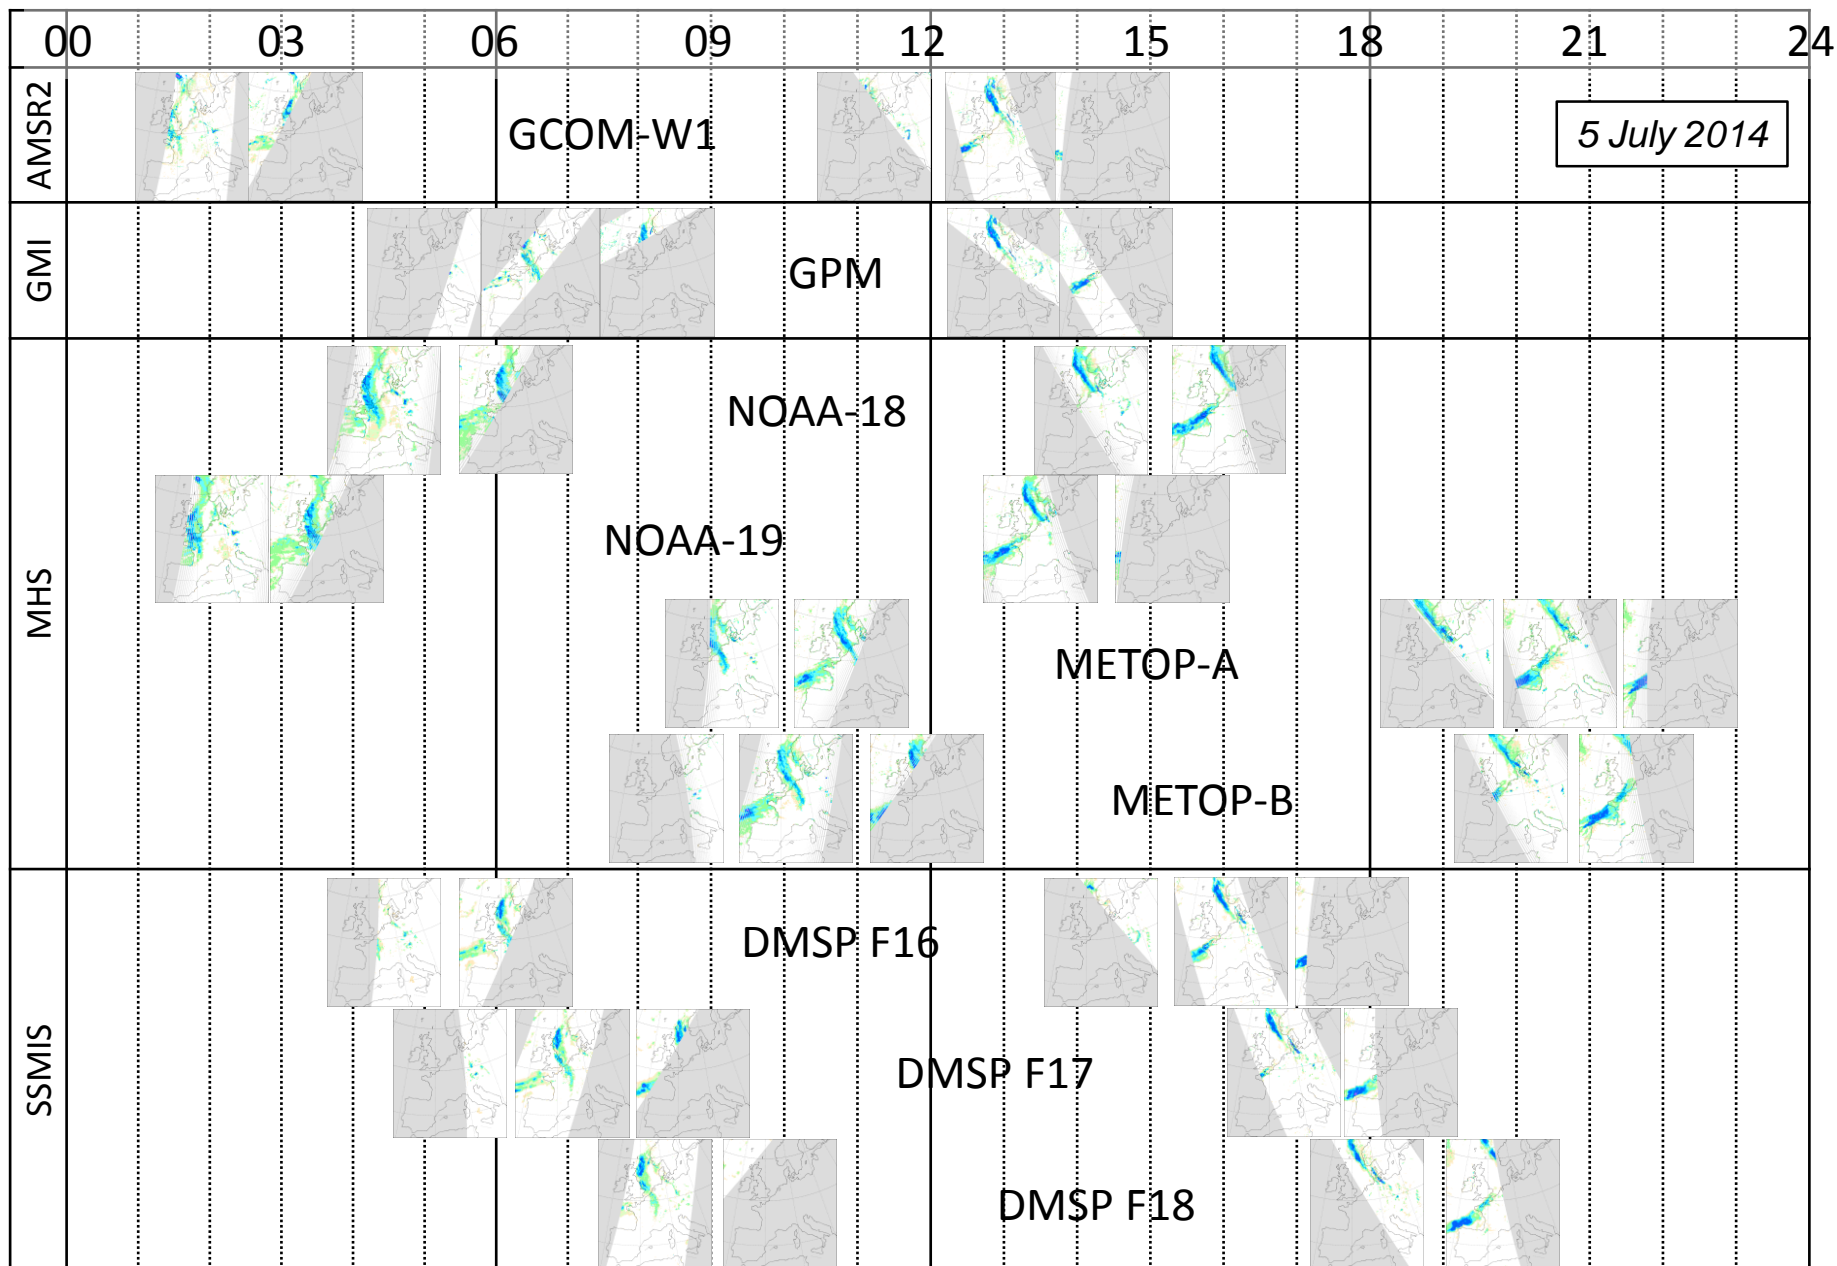 00 03 06 09 12 15 18 21 24
AMSR2
GCOM-W1
5 July 2014
GMI
GPM
MHS
NOAA-18
NOAA-19
METOP-A
METOP-B
SSMIS
DMSP F16
DMSP F17
DMSP F18